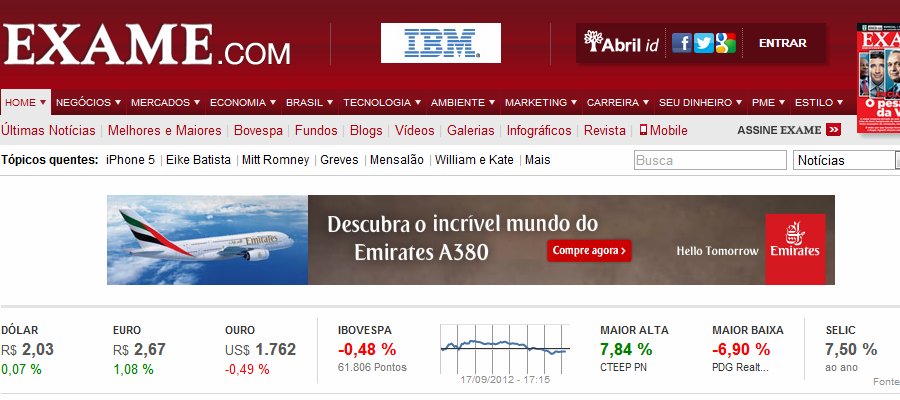 EXAME.COM
IBM
Abril id
ENTRAR
EXA
O pesa
da V
HOME NEGÓCIOS MERCADOS ECONOMIA BRASIL TECNOLOGIA AMBIENTE MARKETING CARREIRA SEU DINHEIRO PME ESTILO
Últimas Notícias | Melhores e Maiores | Bovespa | Fundos | Blogs | Vídeos | Galerias | Infográficos | Revista | Mobile
ASSINE EXAME
Tópicos quentes: iPhone 5 | Eike Batista | Mitt Romney | Greves | Mensalão | William e Kate | Mais
Busca
Notícias
Emirates
Descubra o incrível mundo do
Emirates A380
Compre agora >
Hello Tomorrow
Emirates
DÓLAR EURO OURO IBOVESPA MAIOR ALTA MAIOR BAIXA SELIC
R$ 2,03 R$ 2,67 US$ 1.762 -0,48 % 7,84 % -6,90 % 7,50 %
0,07 % 1,08 % -0,49 % 61.806 Pontos CTEEP PN PDG Realt... ao ano
17/09/2012 - 17:15
Fonte